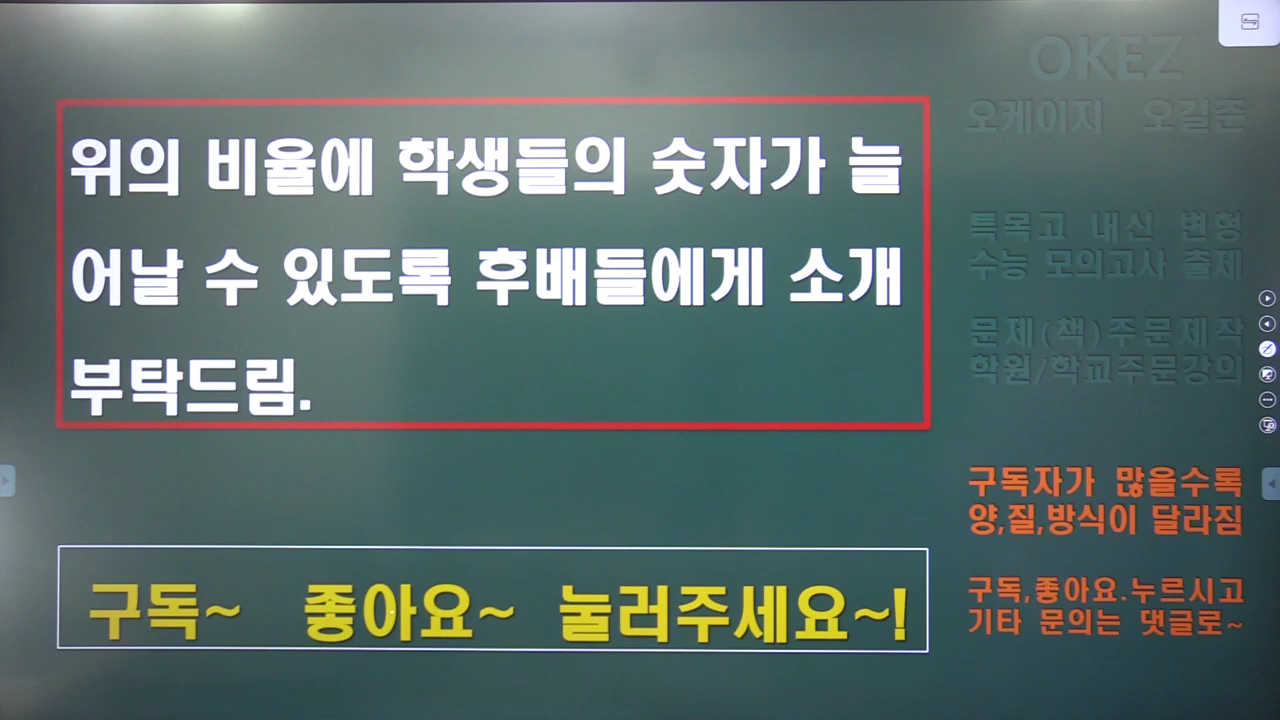 위의 비율에 학생들의 숫자가 늘
어날 수 있도록 후배들에게 소개
부탁드림.
구독~ 좋아요~ 눌러주세요~!
OKEZ
오케이지 오길준
특목고 내신 변형
수능 모의고사 출제
문제(책)주문제작
학원/학교주문강의
구독자가 많을수록
양,질,방식이 달라짐
구독,좋아요.누르시고
기타 문의는 댓글로~